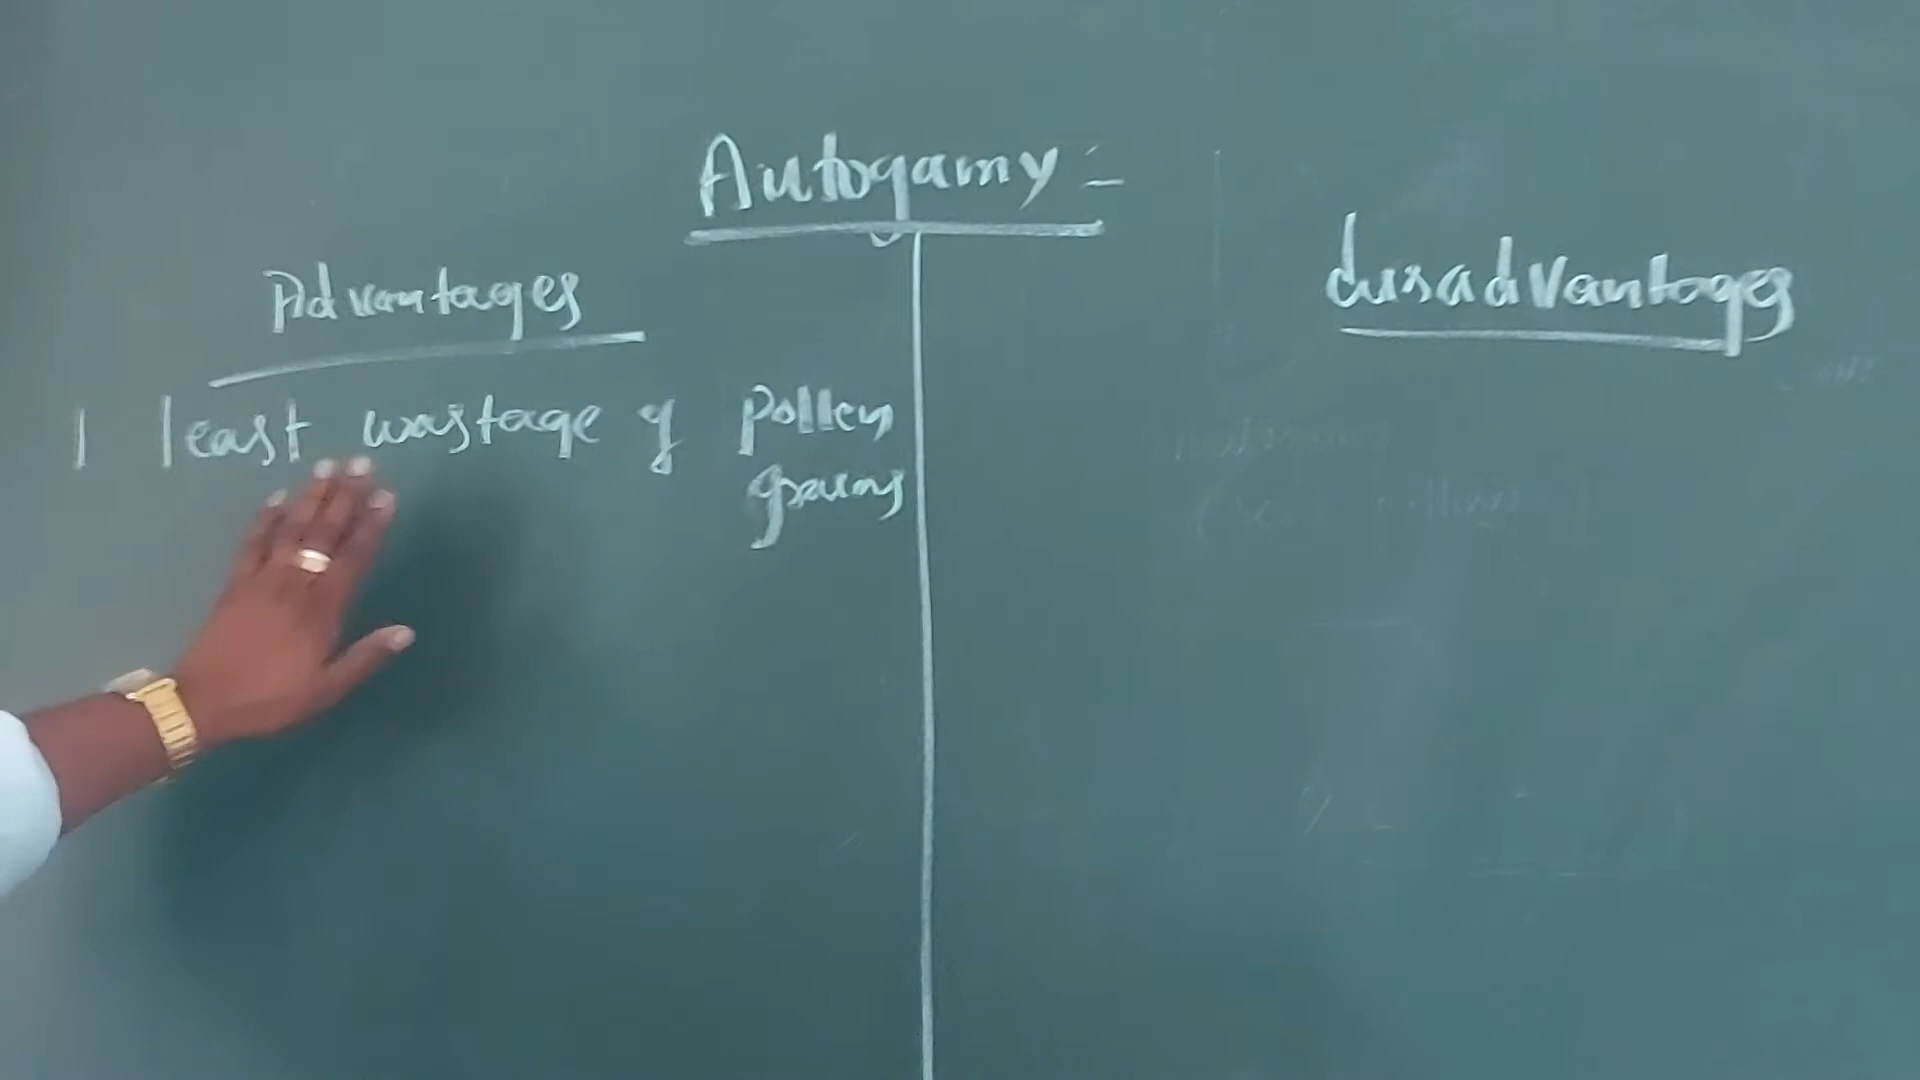 Autogamy =
Advantages
disadvantages
1 least wastage of pollen
grains